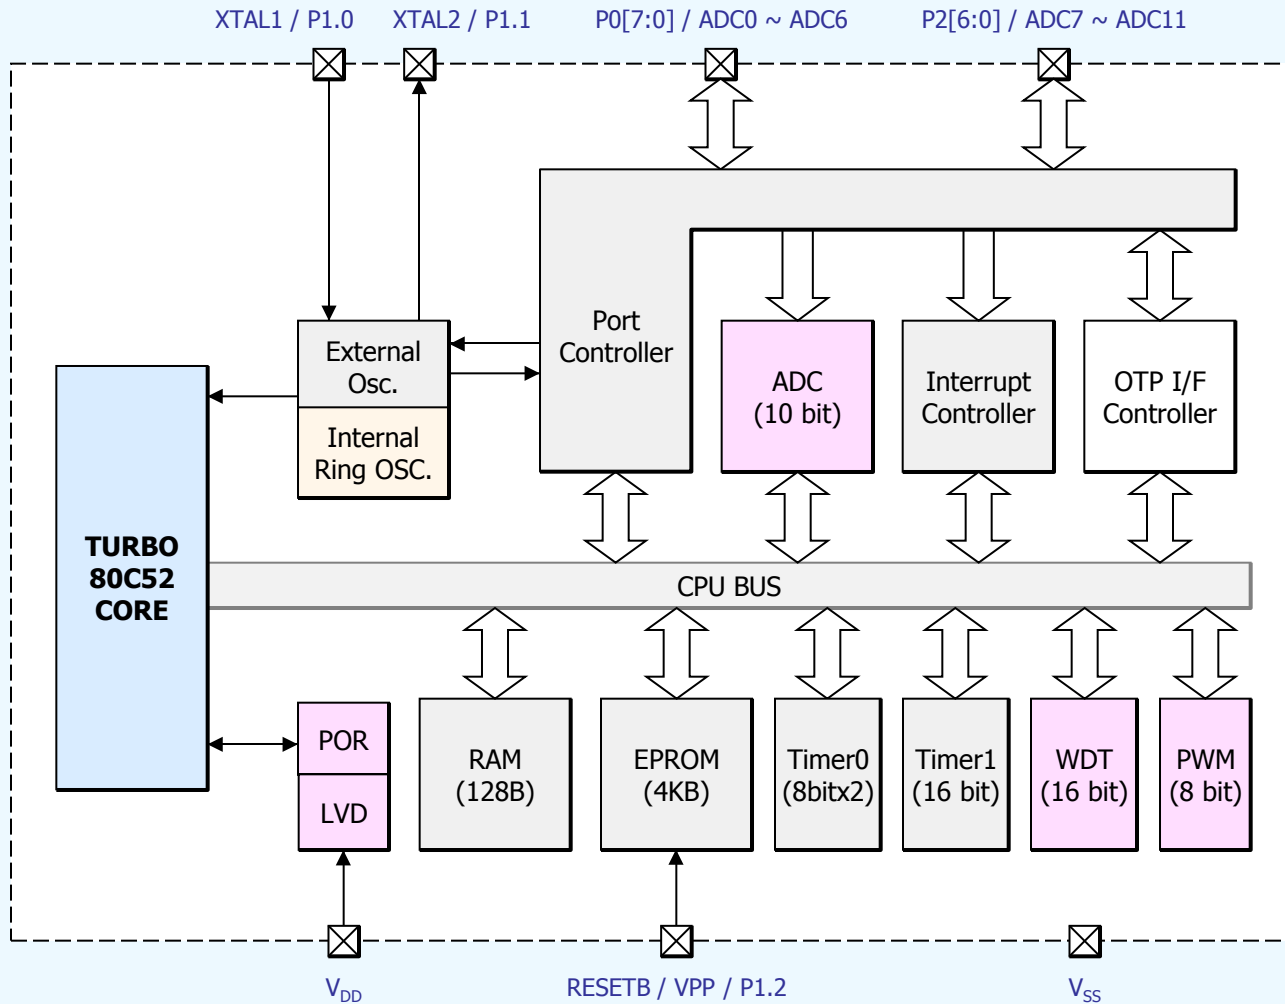 XTAL1 / P1.0
XTAL2 / P1.1
P0[7:0] / ADC0 ~ ADC6
P2[6:0] / ADC7 ~ ADC11
External
Osc.
Internal
Ring OSC.
Port
Controller
ADC
(10 bit)
Interrupt
Controller
OTP I/F
Controller
TURBO
80C52
CORE
CPU BUS
POR
LVD
RAM
(128B)
EPROM
(4KB)
Timer0
(8bitx2)
Timer1
(16 bit)
WDT
(16 bit)
PWM
(8 bit)
VDD
RESETB / VPP / P1.2
VSS